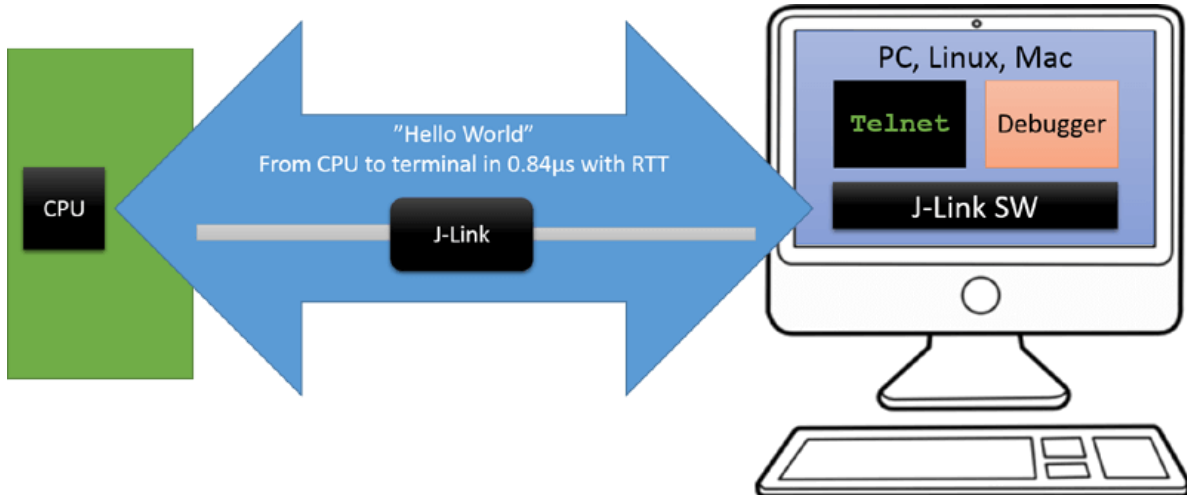 CPU
”Hello World”
From CPU to terminal in 0.84µs with RTT
J-Link
PC, Linux, Mac
Telnet
Debugger
J-Link SW